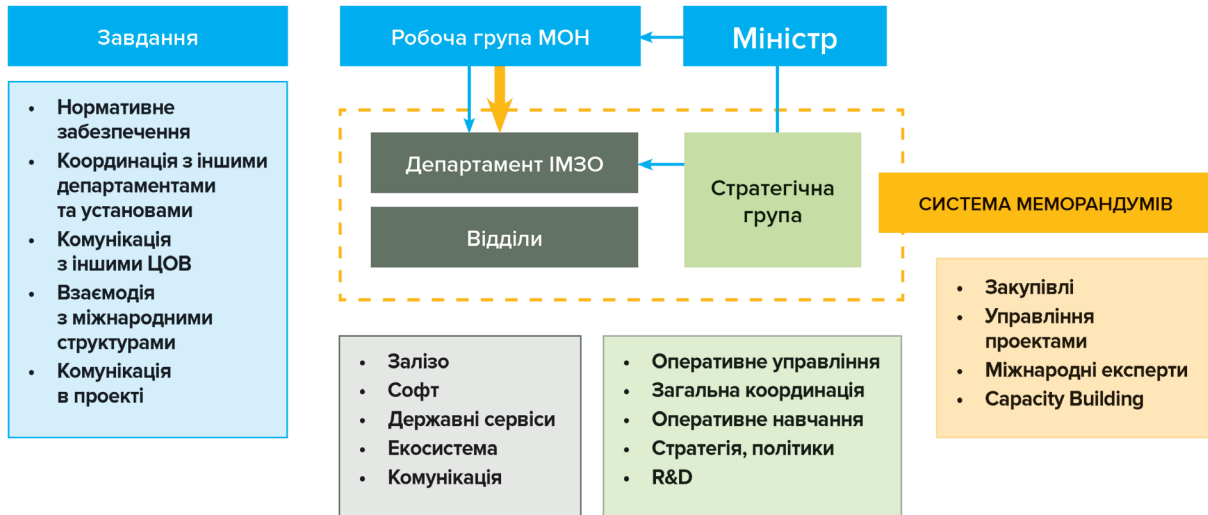 Завдання
• Нормативне
забезпечення
• Координація з іншими
департаментами
та установами
• Комунікація
з іншими ЦОВ
• Взаємодія
з міжнародними
структурами
• Комунікація
в проекті
Робоча група МОН
Міністр
Департамент ІМЗО
Відділи
Стратегічна
група
СИСТЕМА МЕМОРАНДУМІВ
• Залізо
• Софт
• Державні сервіси
• Екосистема
• Комунікація
• Оперативне управління
• Загальна координація
• Оперативне навчання
• Стратегія, політики
• R&D
• Закупівлі
• Управління
проектами
• Міжнародні експерти
• Capacity Building